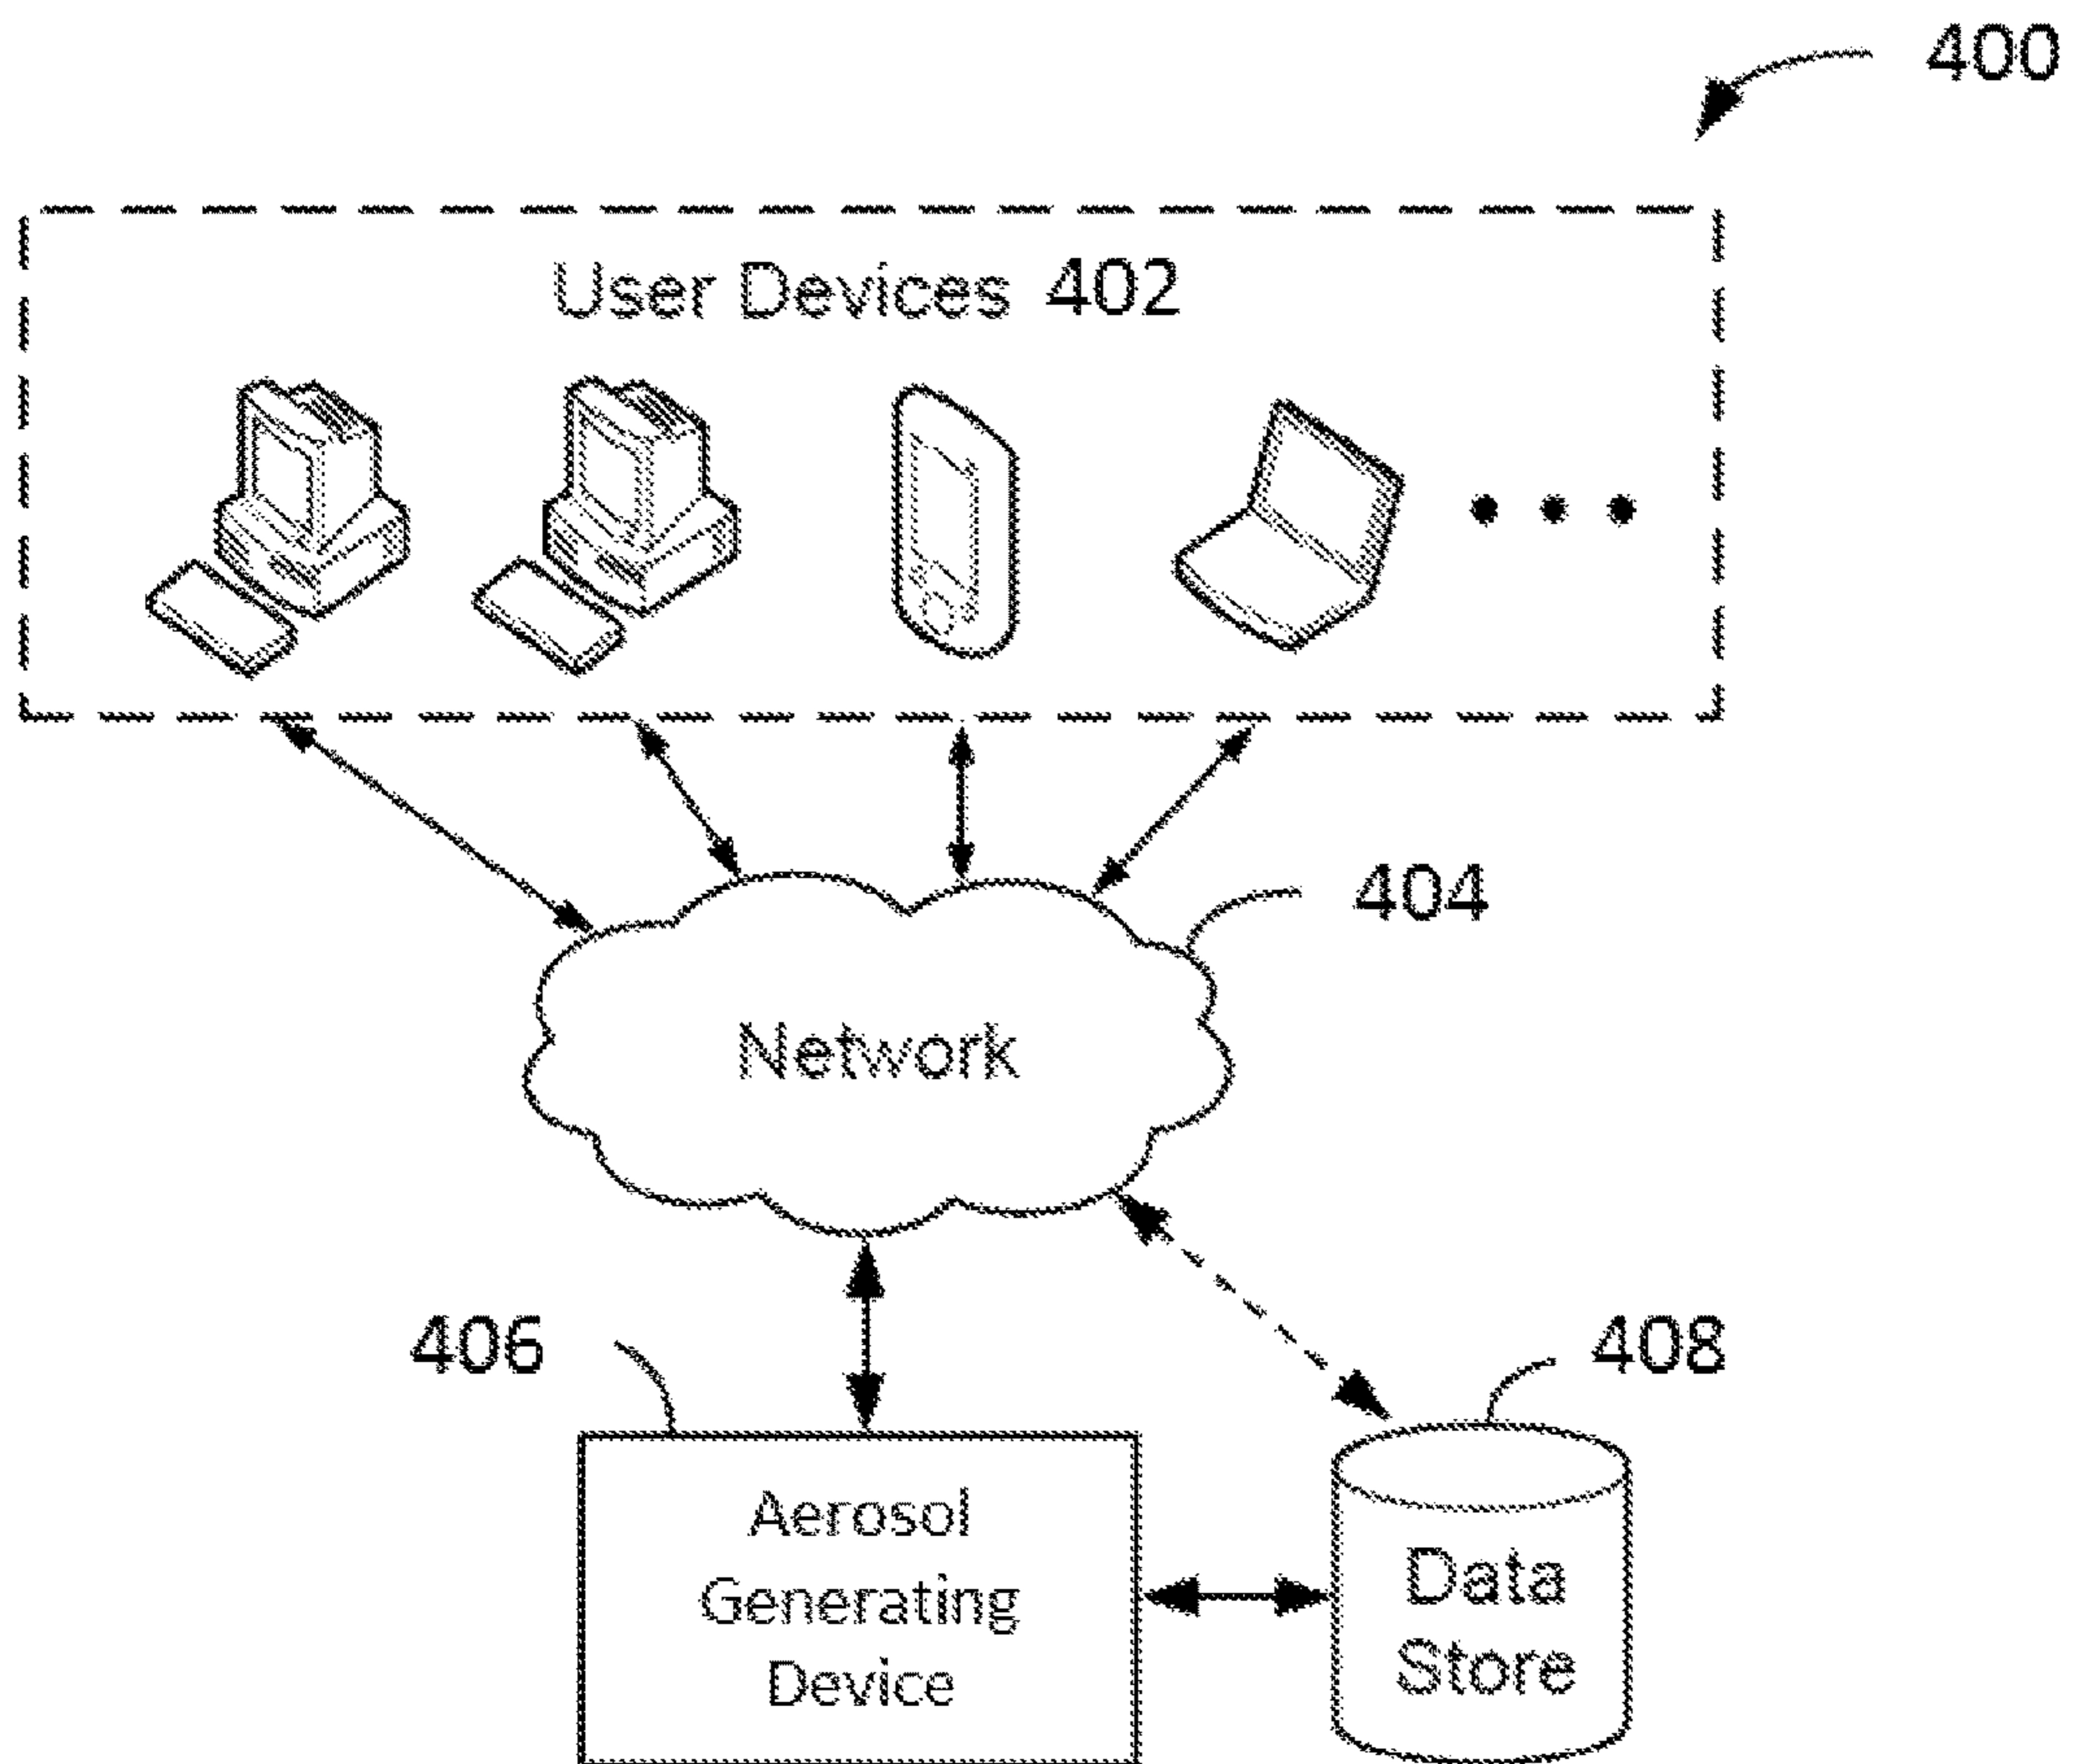 400
User Devices 402
404
Network
406
408
Aerosol
Generating
Device
Data
Store